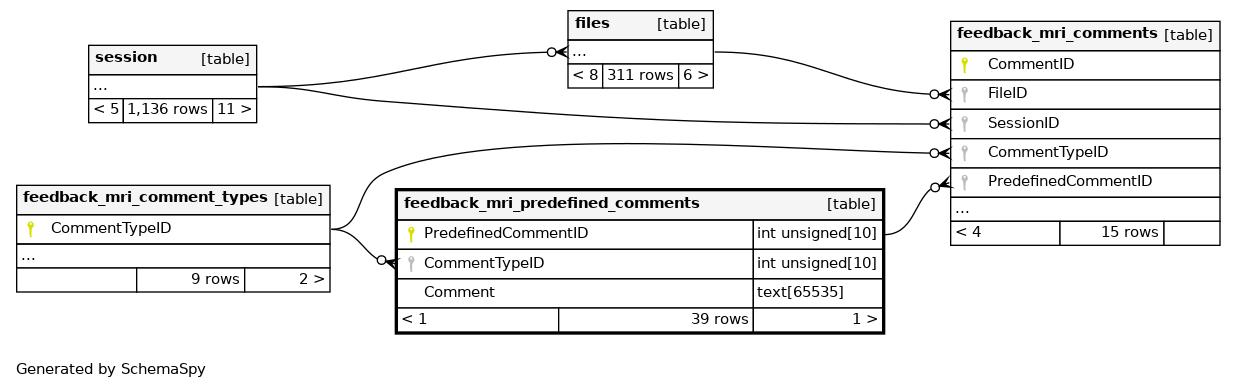 files [table]
...
< 8 311 rows 6 >
session [table]
...
< 5 1,136 rows 11 >
feedback_mri_comments [table]
CommentID
FileID
SessionID
CommentTypeID
PredefinedCommentID
...
< 4 15 rows
feedback_mri_comment_types [table]
CommentTypeID
...
9 rows 2 >
feedback_mri_predefined_comments [table]
PredefinedCommentID int unsigned[10]
CommentTypeID int unsigned[10]
Comment text[65535]
< 1 39 rows 1 >
Generated by SchemaSpy